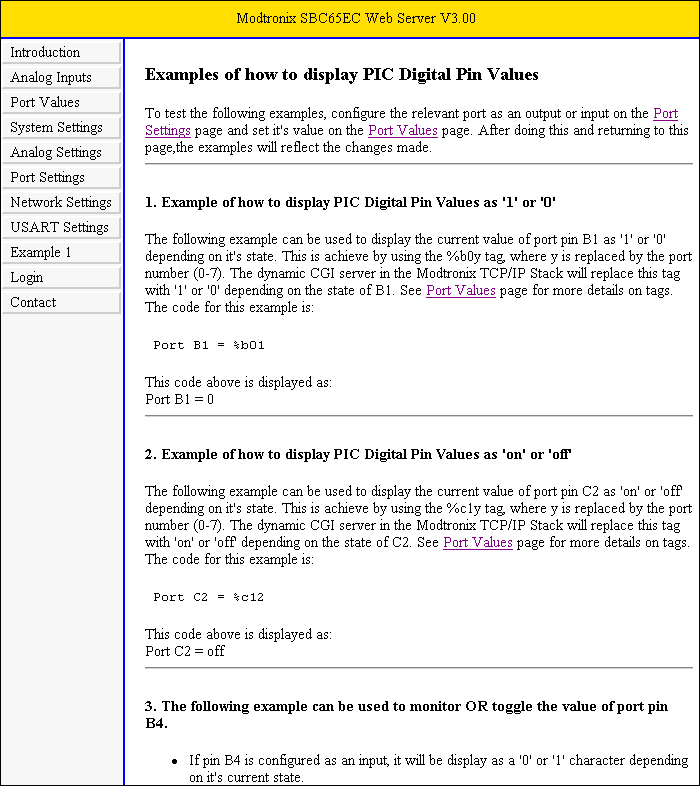 Modtronix SBC65EC Web Server V3.00
Introduction
Analog Inputs
Port Values
System Settings
Analog Settings
Port Settings
Network Settings
USART Settings
Example 1
Login
Contact
Examples of how to display PIC Digital Pin Values
To test the following examples, configure the relevant port as an output or input on the Port
Settings page and set it's value on the Port Values page. After doing this and returning to this
page,the examples will reflect the changes made.
1. Example of how to display PIC Digital Pin Values as '1' or '0'
The following example can be used to display the current value of port pin B1 as '1' or '0'
depending on it's state. This is achieve by using the %b0y tag, where y is replaced by the port
number (0-7). The dynamic CGI server in the Modtronix TCP/IP Stack will replace this tag
with '1' or '0' depending on the state of B1. See Port Values page for more details on tags.
The code for this example is:
Port B1 = %b01
This code above is displayed as:
Port B1 = 0
2. Example of how to display PIC Digital Pin Values as 'on' or 'off'
The following example can be used to display the current value of port pin C2 as 'on' or 'off'
depending on it's state. This is achieve by using the %c1y tag, where y is replaced by the port
number (0-7). The dynamic CGI server in the Modtronix TCP/IP Stack will replace this tag
with 'on' or 'off' depending on the state of C2. See Port Values page for more details on tags.
The code for this example is:
Port C2 = %c12
This code above is displayed as:
Port C2 = off
3. The following example can be used to monitor OR toggle the value of port pin
B4.
• If pin B4 is configured as an input, it will be display as a '0' or '1' character depending
on it's current state.